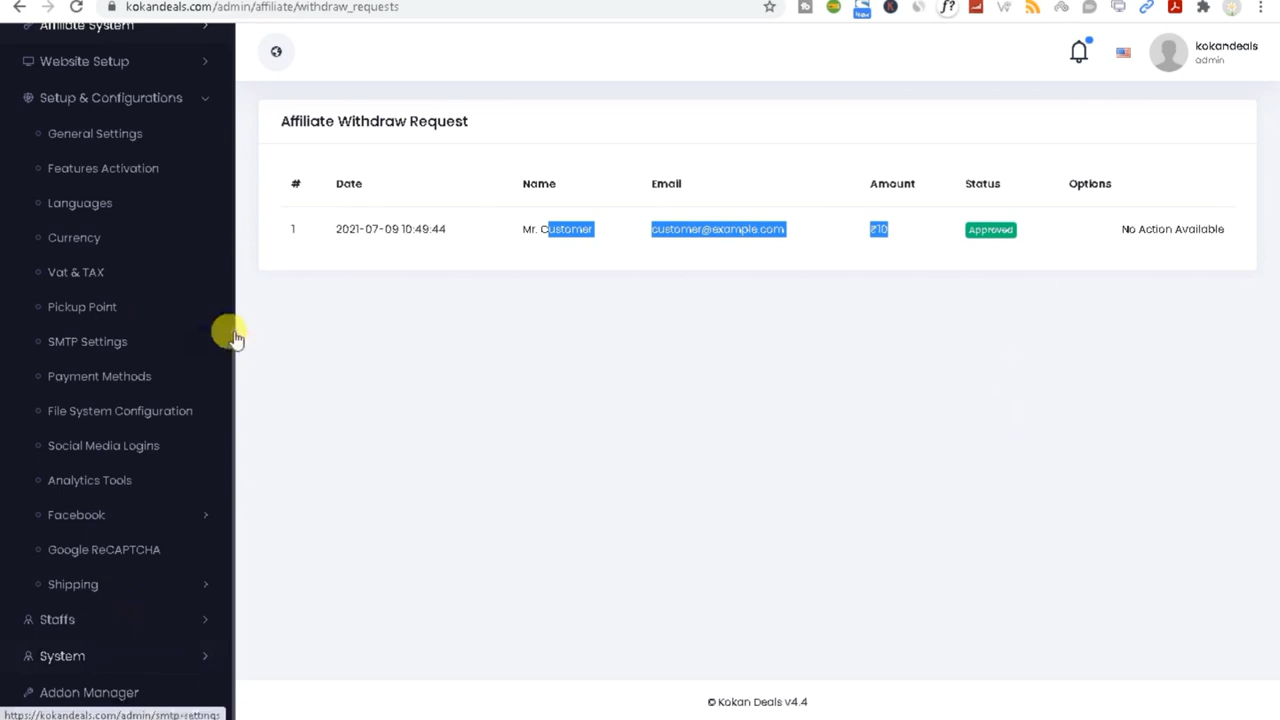 kokandeals.com/admin/affiliate/withdraw_requests
Affiliate System
Website Setup
Setup & Configurations
General Settings
Features Activation
Languages
Currency
Vat & TAX
Pickup Point
SMTP Settings
Payment Methods
File System Configuration
Social Media Logins
Analytics Tools
Facebook
Google ReCAPTCHA
Shipping
Staffs
System
Addon Manager
https://kokandeals.com/admin/smtp-settings
kokandeals
admin
Affiliate Withdraw Request
# Date Name Email Amount Status Options
1 2021-07-09 10:49:44 Mr. Customer customer@example.com ₹10 Approved No Action Available
© Kokan Deals v4.4